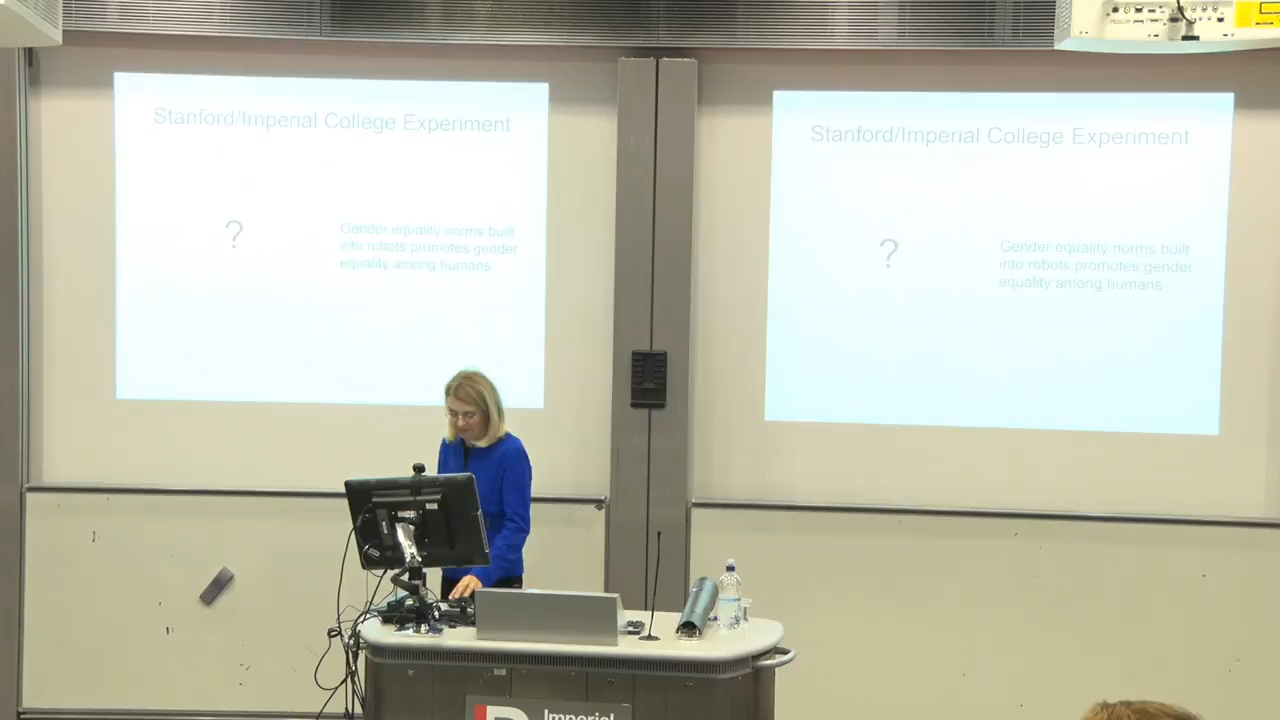 Stanford/Imperial College Experiment
?
Gender equality norms built
into robots promotes gender
equality among humans
Stanford/Imperial College Experiment
?
Gender equality norms built
into robots promotes gender
equality among humans
Imperial